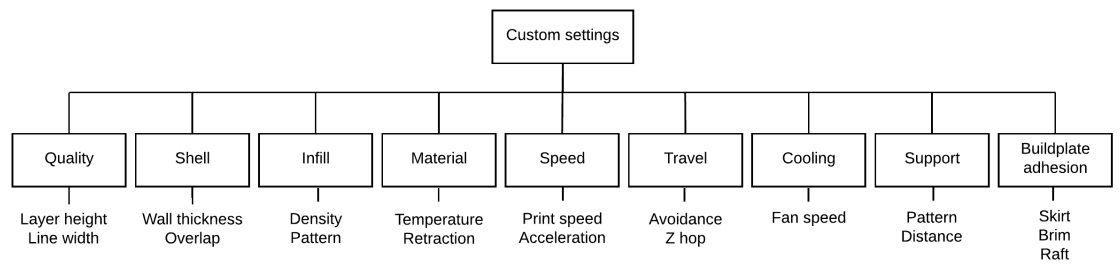 Custom settings
Quality
Shell
Infill
Material
Speed
Travel
Cooling
Support
Buildplate
adhesion
Layer height
Line width
Wall thickness
Overlap
Density
Pattern
Temperature
Retraction
Print speed
Acceleration
Avoidance
Z hop
Fan speed
Pattern
Distance
Skirt
Brim
Raft